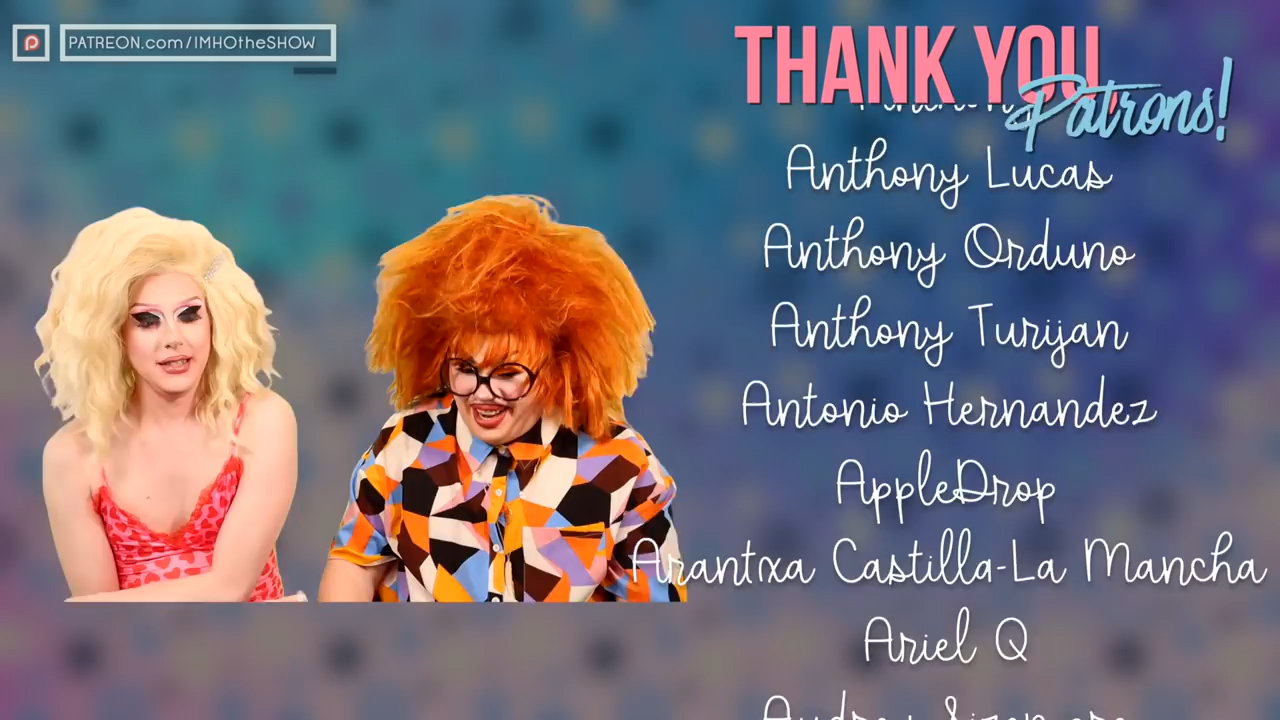 PATREON.com/IMHOtheSHOW
THANK YOU,
Patrons!
Anthony Lucas
Anthony Orduno
Anthony Turijan
Antonio Hernandez
AppleDrop
Arantxa Castilla-La Mancha
Ariel Q